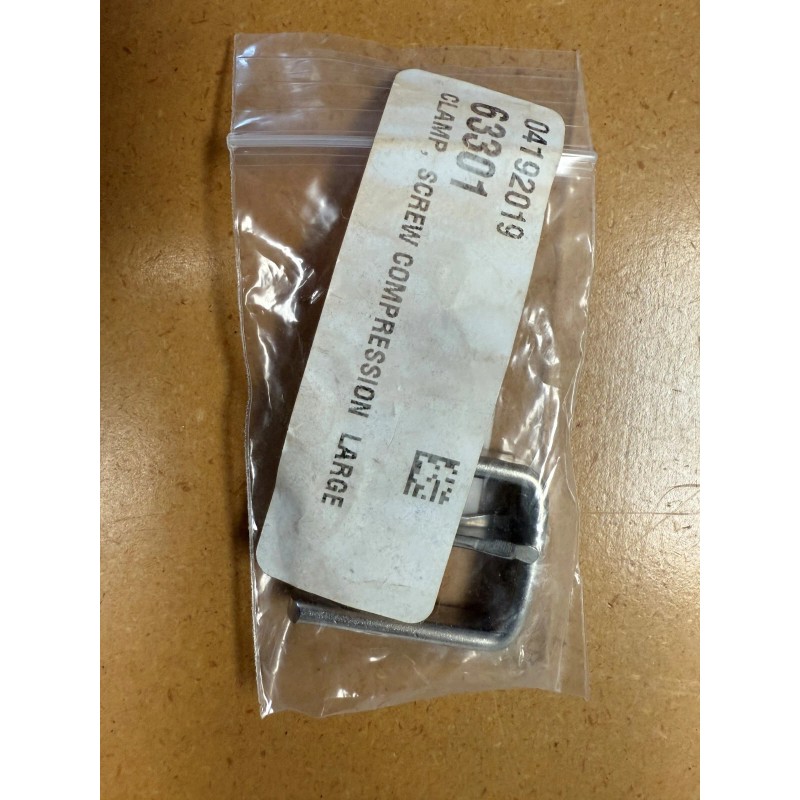 04192019
63301
CLAMP, SCREW COMPRESSION LARGE